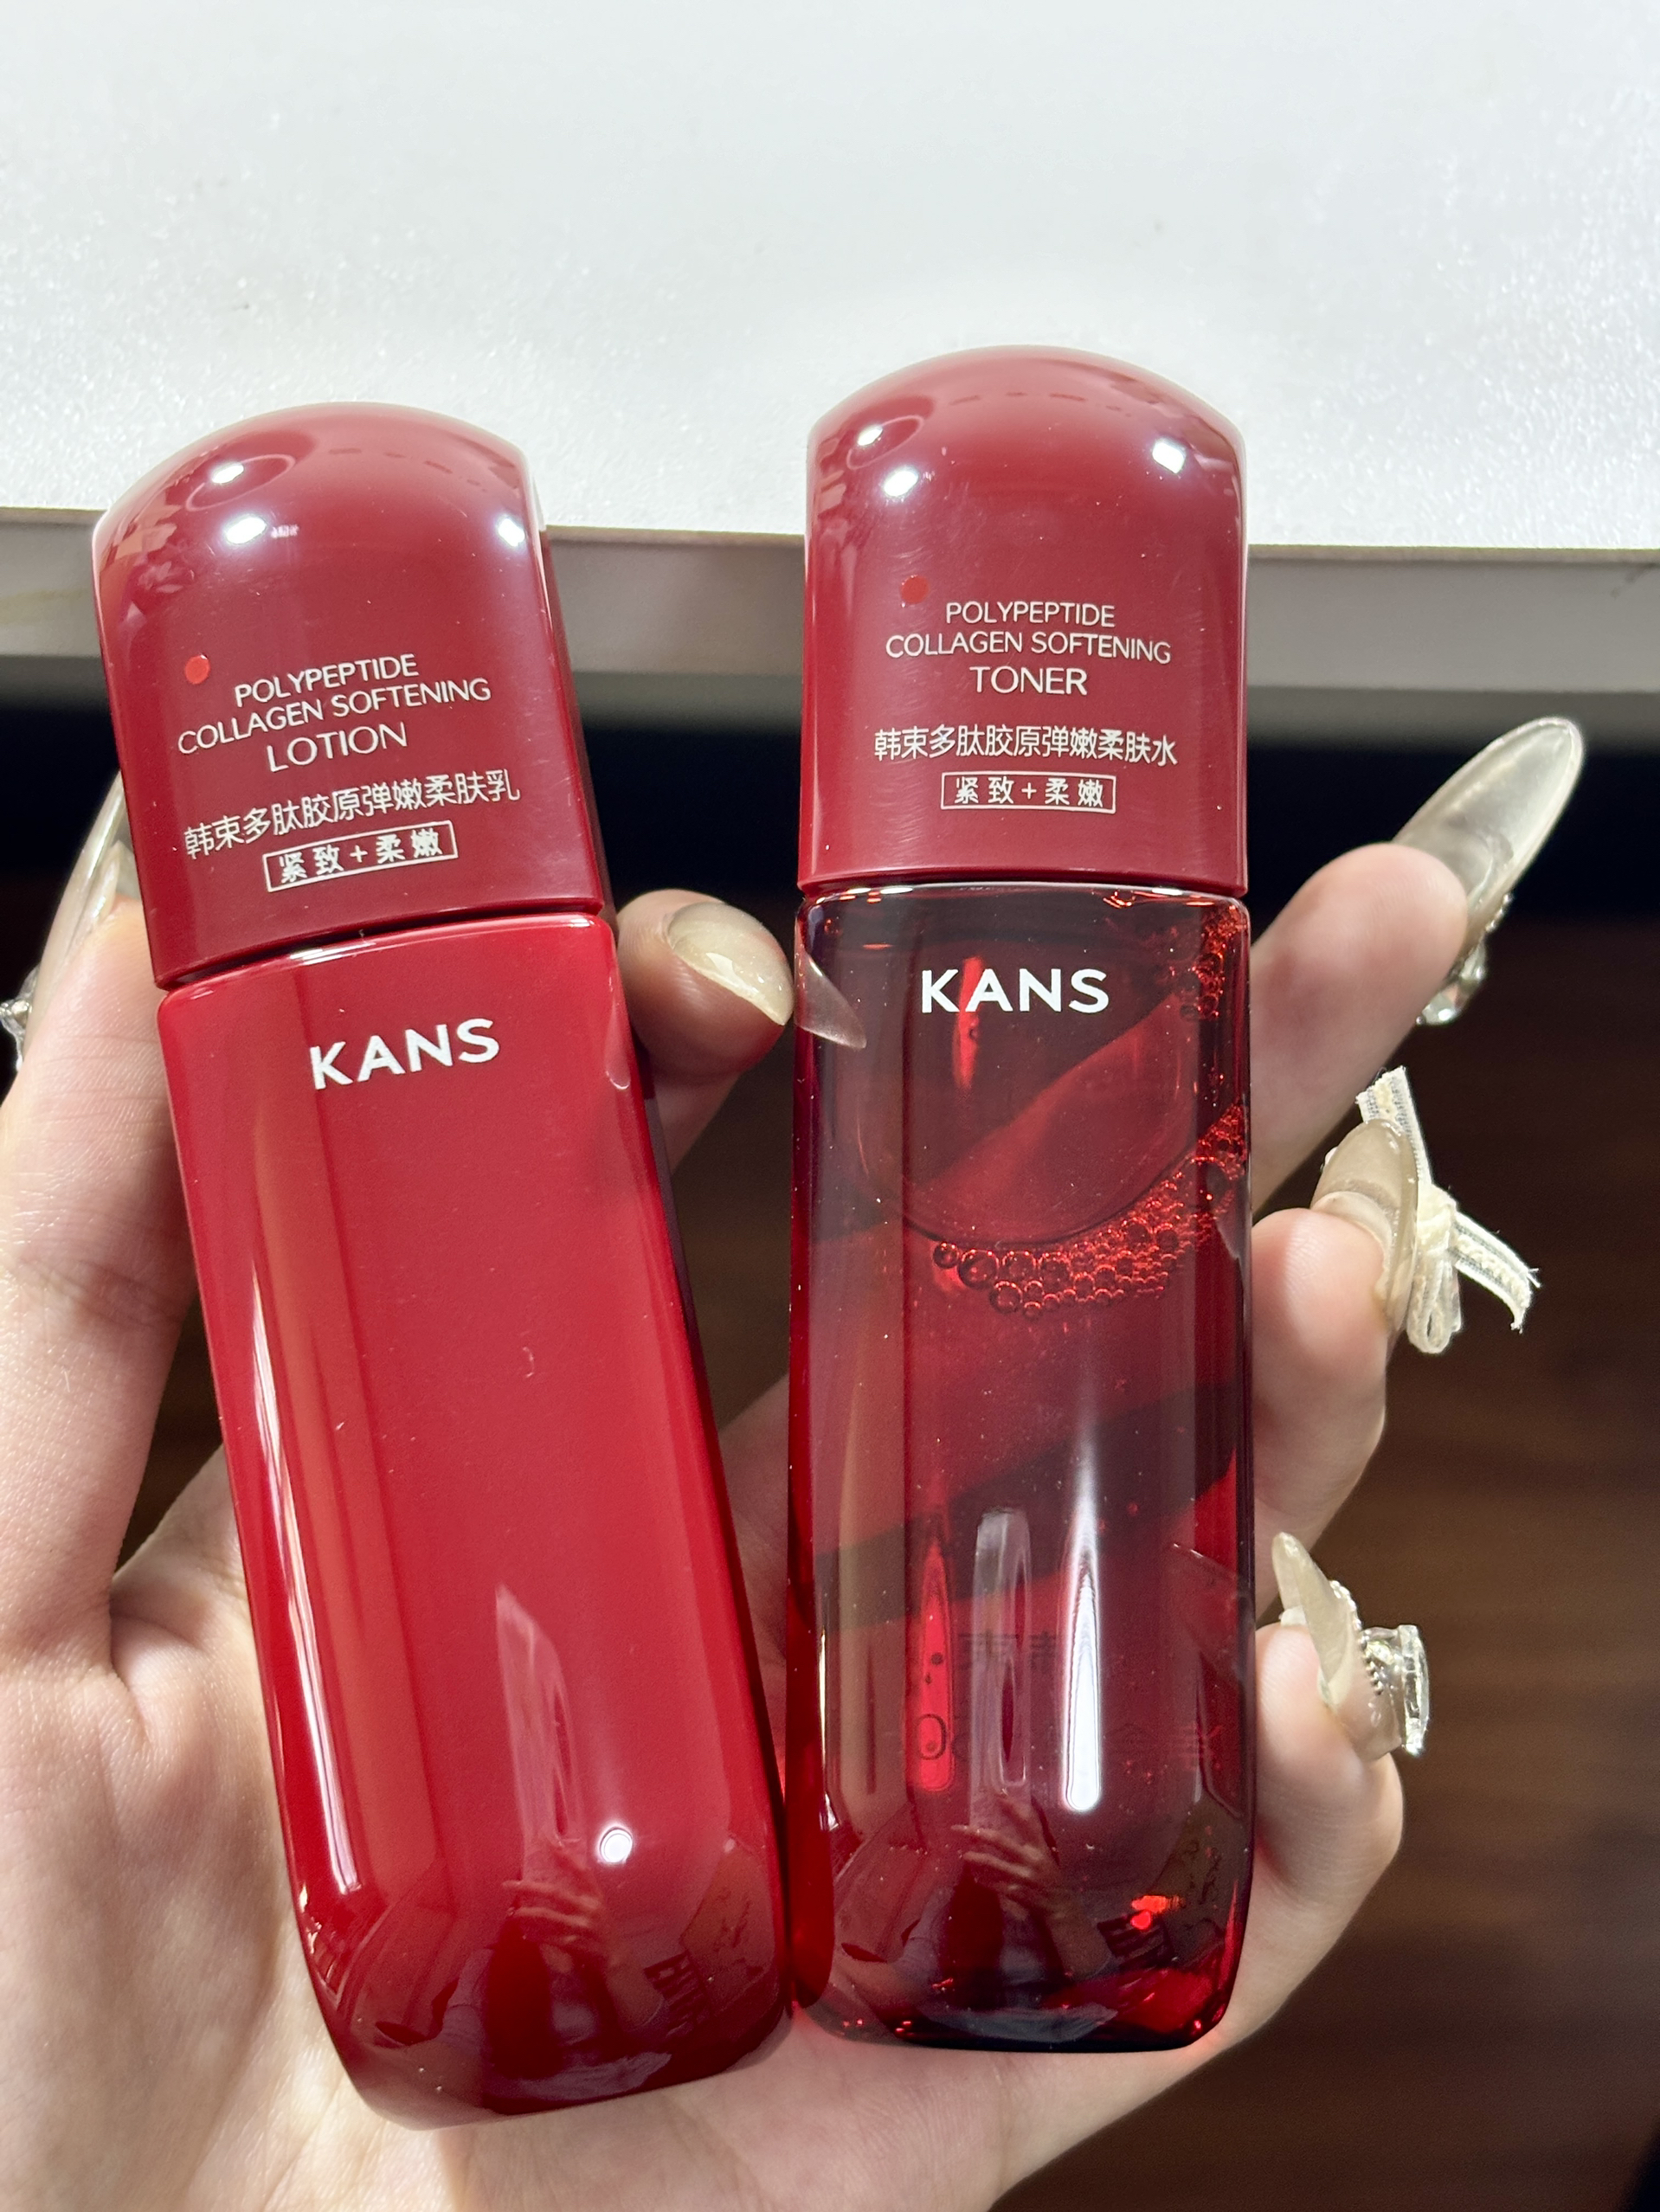 POLYPEPTIDE
COLLAGEN SOFTENING
LOTION
韩束多肽胶原弹嫩柔肤乳
紧致+柔嫩
KANS
POLYPEPTIDE
COLLAGEN SOFTENING
TONER
韩束多肽胶原弹嫩柔肤水
紧致+柔嫩
KANS